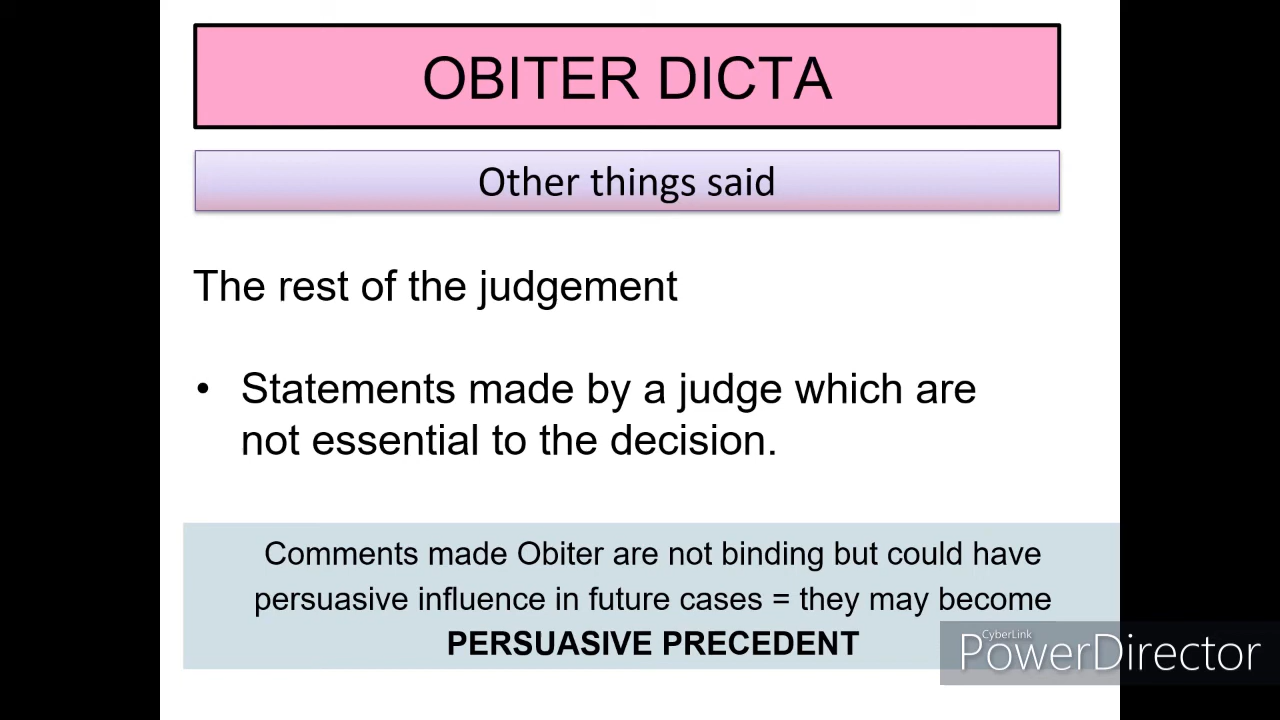 OBITER DICTA
Other things said
The rest of the judgement
• Statements made by a judge which are
not essential to the decision.
Comments made Obiter are not binding but could have
persuasive influence in future cases = they may become
PERSUASIVE PRECEDENT
CyberLink
PowerDirector